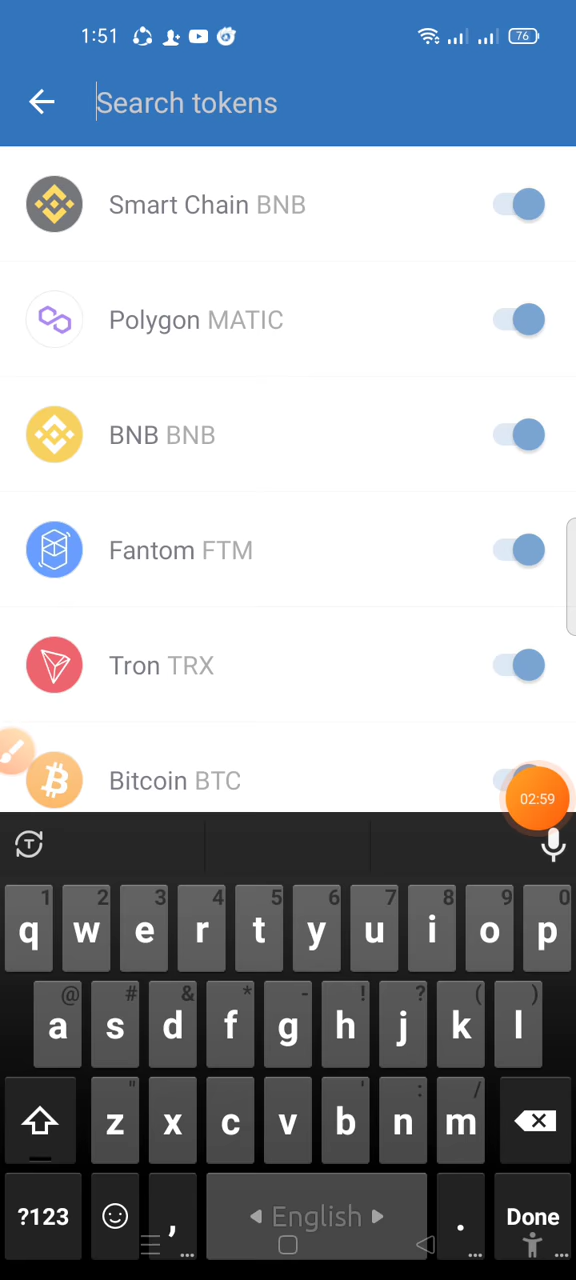 1:51 76
Search tokens
Smart Chain BNB
Polygon MATIC
BNB BNB
Fantom FTM
Tron TRX
Bitcoin BTC
02:59
T
1 2 3 4 5 6 7 8 9 0
q w e r t y u i o p
@ # & * - ! ? ( )
a s d f g h j k l
" ' : /
z x c v b n m
?123 , English . Done
... ... ...